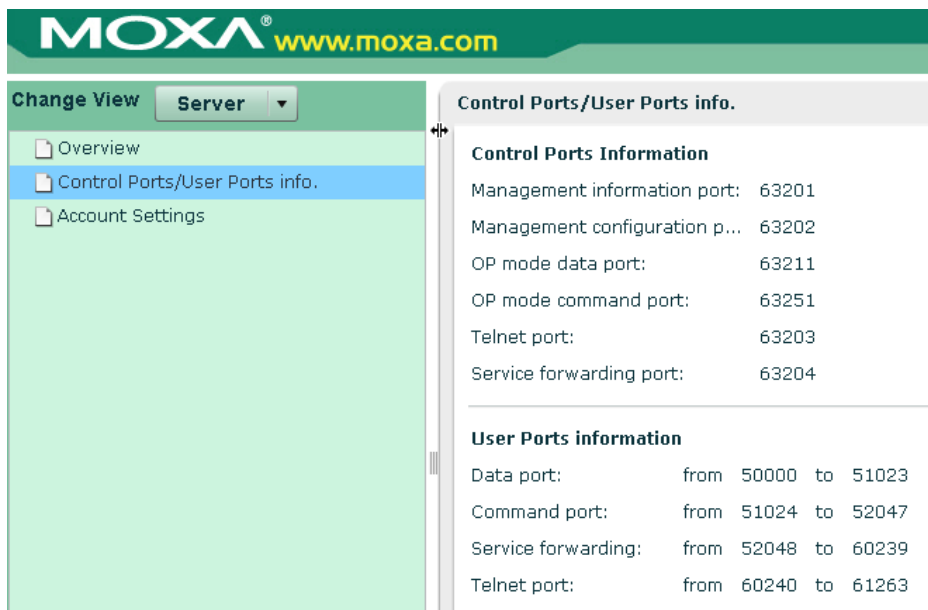 MOXA® www.moxa.com
Change View Server
Overview
Control Ports/User Ports info.
Account Settings
Control Ports/User Ports info.
Control Ports Information
Management information port: 63201
Management configuration p... 63202
OP mode data port: 63211
OP mode command port: 63251
Telnet port: 63203
Service forwarding port: 63204
User Ports information
Data port: from 50000 to 51023
Command port: from 51024 to 52047
Service forwarding: from 52048 to 60239
Telnet port: from 60240 to 61263